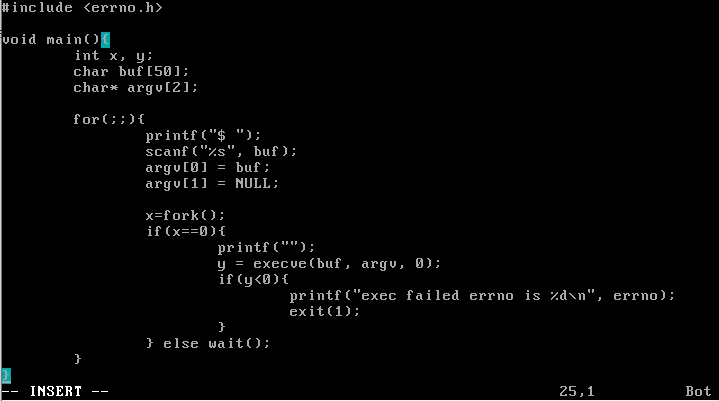 #include <errno.h>
void main(){
int x, y;
char buf[50];
char* argv[2];
for(;;){
printf("$ ");
scanf("%s", buf);
argv[0] = buf;
argv[1] = NULL;
x=fork();
if(x==0){
printf("");
y = execve(buf, argv, 0);
if(y<0){
printf("exec failed errno is %d\n", errno);
exit(1);
}
} else wait();
}
}
-- INSERT -- 25,1 Bot